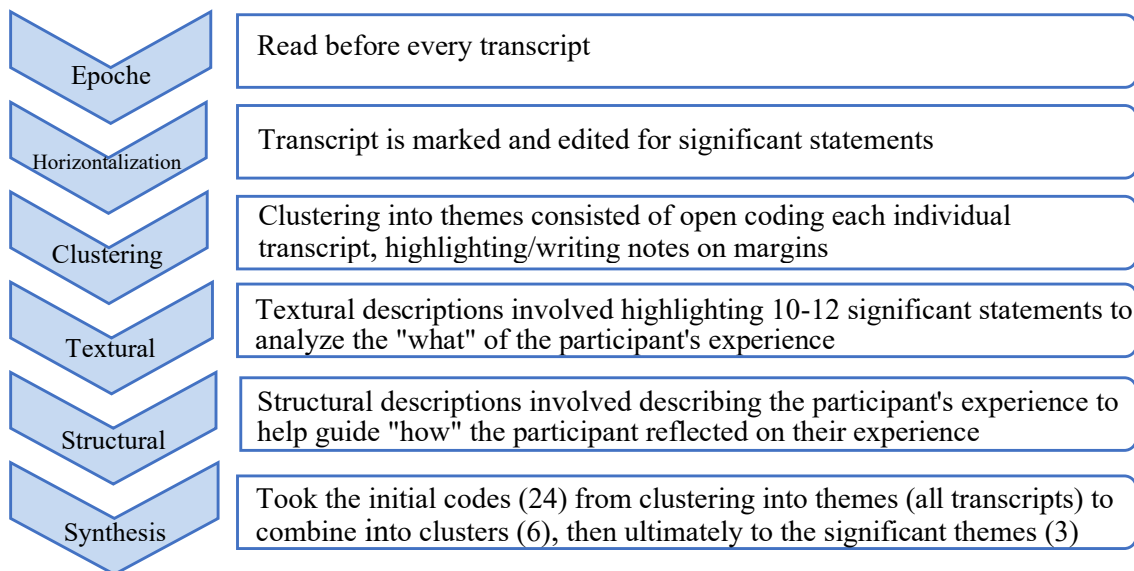 Epoche
Read before every transcript
Horizontalization
Transcript is marked and edited for significant statements
Clustering
Clustering into themes consisted of open coding each individual
transcript, highlighting/writing notes on margins
Textural
Textural descriptions involved highlighting 10-12 significant statements to
analyze the "what" of the participant's experience
Structural
Structural descriptions involved describing the participant's experience to
help guide "how" the participant reflected on their experience
Synthesis
Took the initial codes (24) from clustering into themes (all transcripts) to
combine into clusters (6), then ultimately to the significant themes (3)